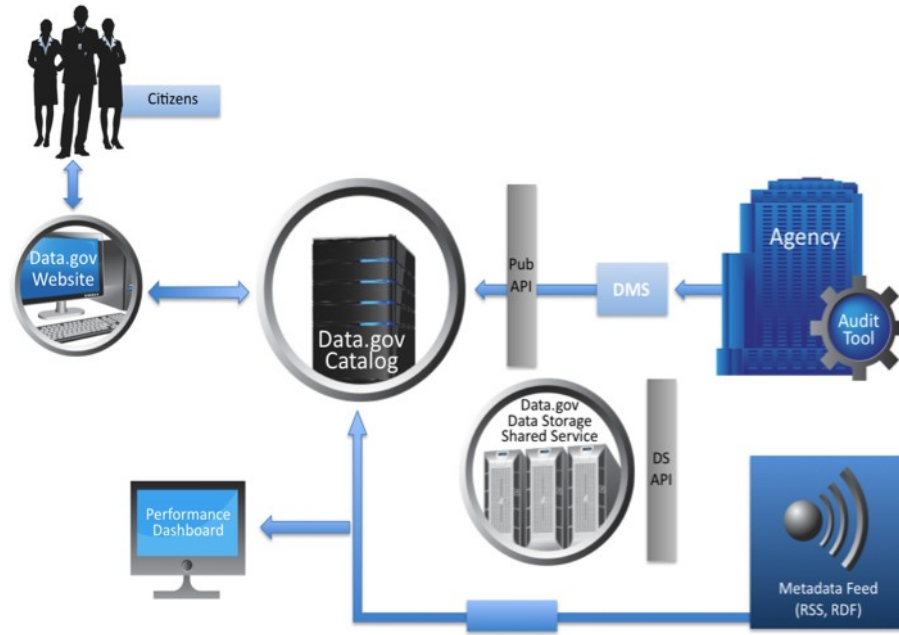 Citizens
Data.gov
Website
Data.gov
Catalog
Pub
API
DMS
Agency
Audit
Tool
Data.gov
Data Storage
Shared Service
DS
API
Performance
Dashboard
Metadata Feed
(RSS, RDF)